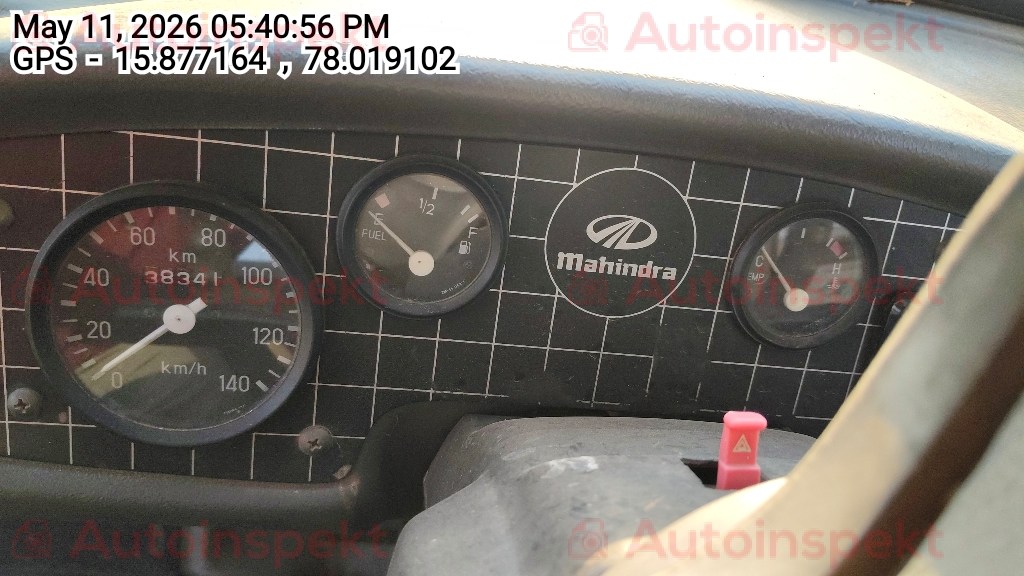 May 11, 2026 05:40:56 PM
GPS - 15.877164 , 78.019102
Autoinspekt
60 80
km
38341
40 100
20 120
0 km/h 140
1/2
E F
FUEL
Mahindra
C H
Autoinspekt
Autoinspekt
Autoinspekt
Autoinspekt